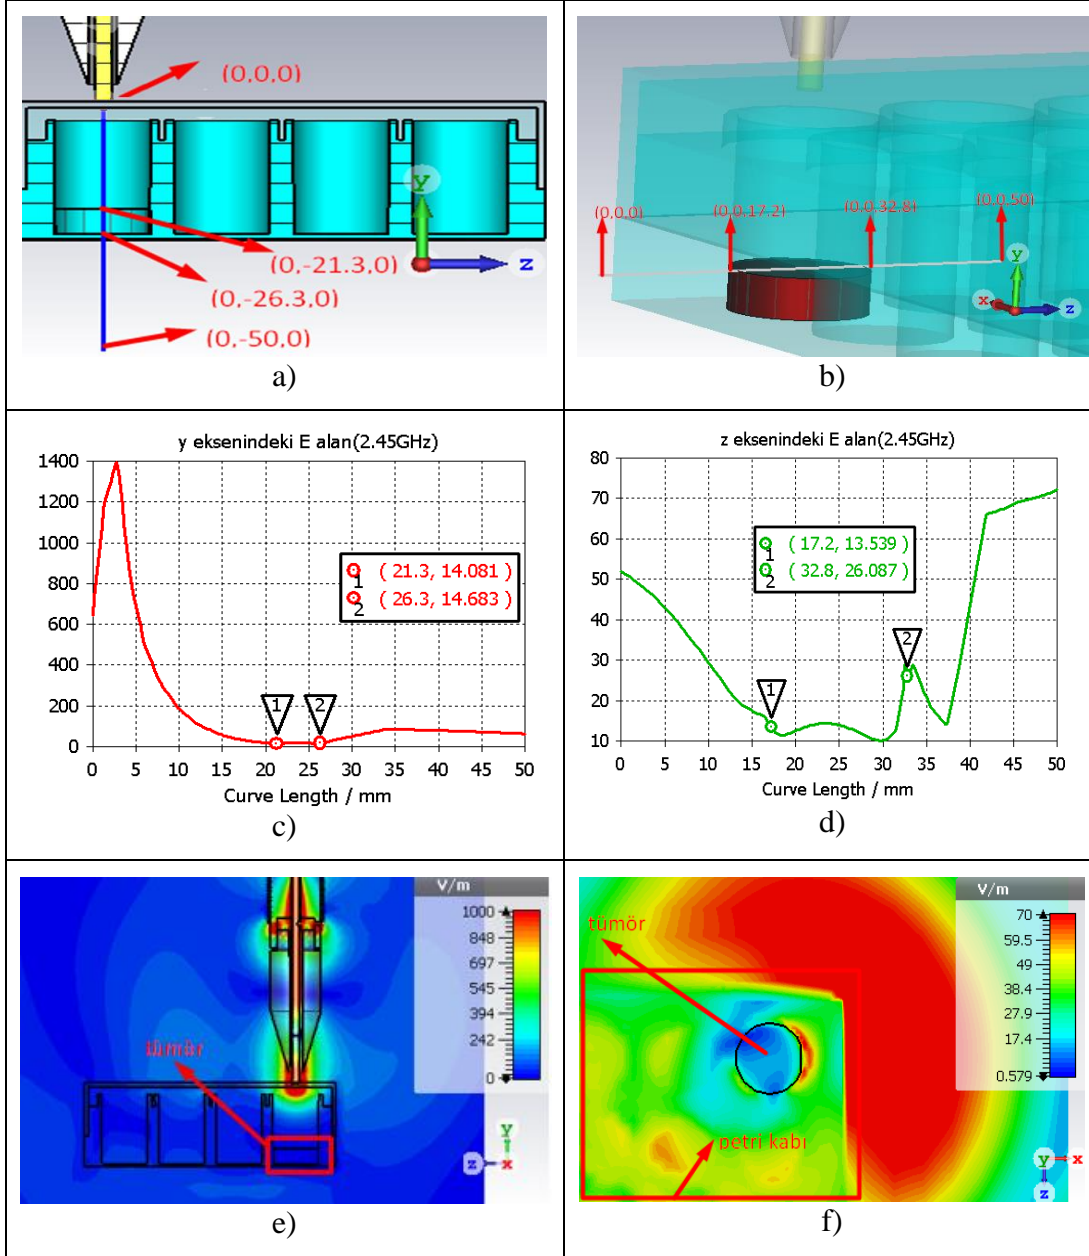 (0,0,0)
y
z
(0,-21.3,0)
(0,-26.3,0)
(0,-50,0)
a)
(0,0,0)
(0,0,17.2)
(0,0,32.8)
(0,0,50)
y
x
z
b)
y eksenindeki E alan(2.45GHz)
1400
1200
1000
800
600
400
200
0
1 ( 21.3, 14.081 )
2 ( 26.3, 14.683 )
1
2
0 5 10 15 20 25 30 35 40 45 50
Curve Length / mm
c)
z eksenindeki E alan(2.45GHz)
80
70
60
50
40
30
20
10
1 ( 17.2, 13.539 )
2 ( 32.8, 26.087 )
1
2
0 5 10 15 20 25 30 35 40 45 50
Curve Length / mm
d)
V/m
1000
848
697
545
394
242
0
tümör
y
z
x
e)
V/m
70
59.5
49
38.4
27.9
17.4
0.579
tümör
petri kabı
y
x
z
f)